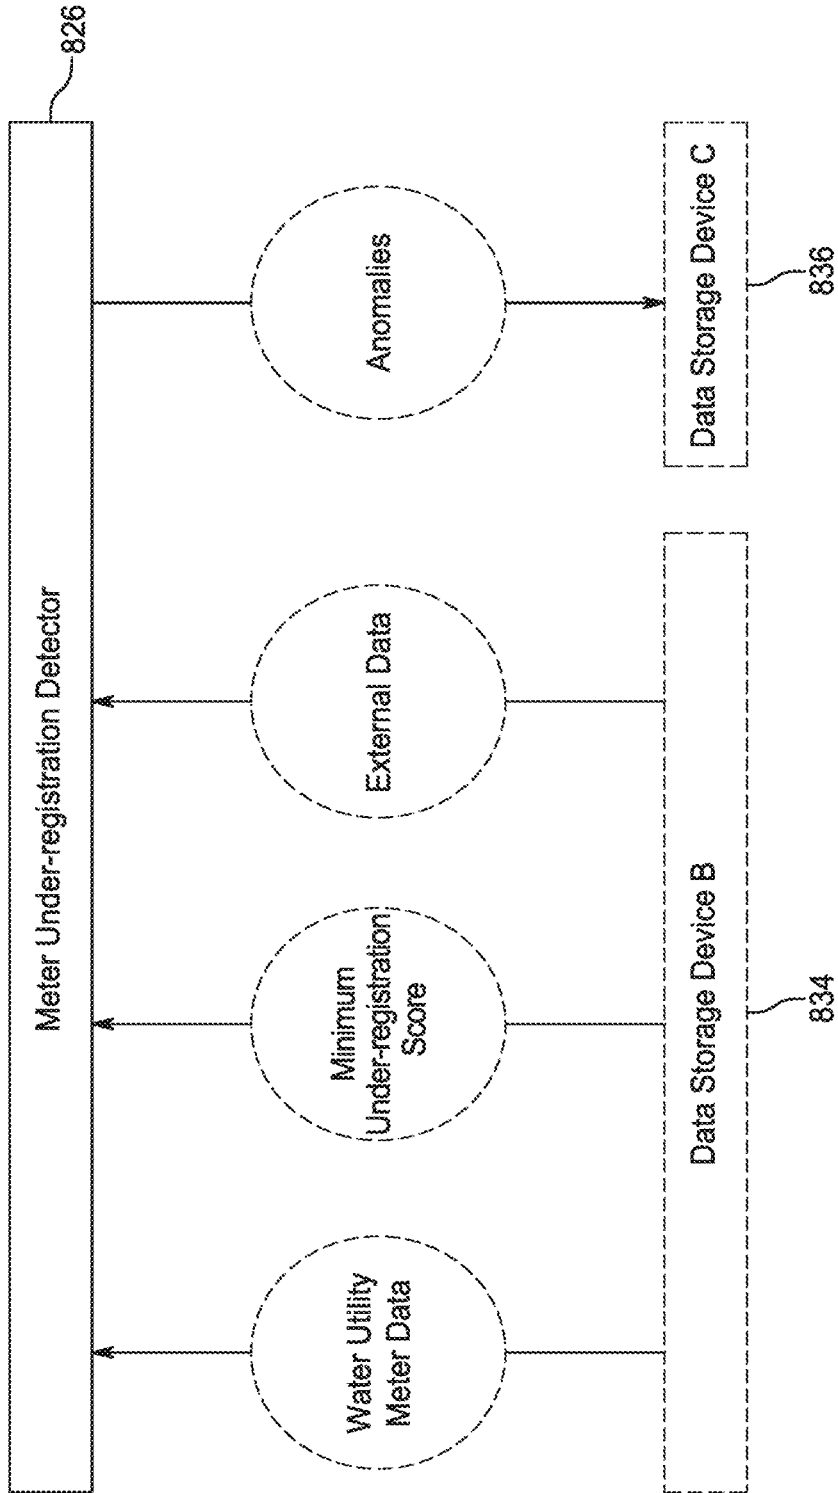 Meter Under-registration Detector
826
Water Utility
Meter Data
Minimum
Under-registration
Score
External Data
Anomalies
Data Storage Device B
834
Data Storage Device C
836